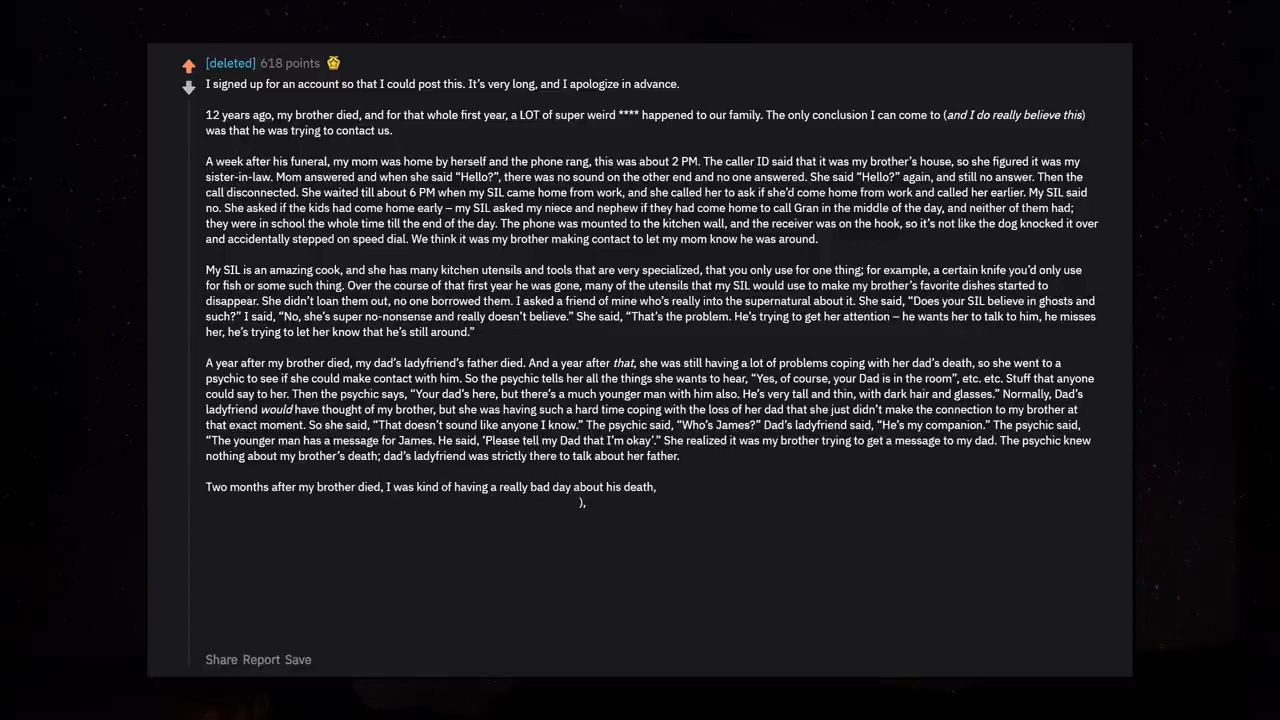 [deleted] 618 points
I signed up for an account so that I could post this. It’s very long, and I apologize in advance.
12 years ago, my brother died, and for that whole first year, a LOT of super weird **** happened to our family. The only conclusion I can come to (and I do really believe this)
was that he was trying to contact us.
A week after his funeral, my mom was home by herself and the phone rang, this was about 2 PM. The caller ID said that it was my brother’s house, so she figured it was my
sister-in-law. Mom answered and when she said “Hello?”, there was no sound on the other end and no one answered. She said “Hello?” again, and still no answer. Then the
call disconnected. She waited till about 6 PM when my SIL came home from work, and she called her to ask if she’d come home from work and called her earlier. My SIL said
no. She asked if the kids had come home early – my SIL asked my niece and nephew if they had come home to call Gran in the middle of the day, and neither of them had;
they were in school the whole time till the end of the day. The phone was mounted to the kitchen wall, and the receiver was on the hook, so it’s not like the dog knocked it over
and accidentally stepped on speed dial. We think it was my brother making contact to let my mom know he was around.
My SIL is an amazing cook, and she has many kitchen utensils and tools that are very specialized, that you only use for one thing; for example, a certain knife you’d only use
for fish or some such thing. Over the course of that first year he was gone, many of the utensils that my SIL would use to make my brother’s favorite dishes started to
disappear. She didn’t loan them out, no one borrowed them. I asked a friend of mine who’s really into the supernatural about it. She said, “Does your SIL believe in ghosts and
such?” I said, “No, she’s super no-nonsense and really doesn’t believe.” She said, “That’s the problem. He’s trying to get her attention – he wants her to talk to him, he misses
her, he’s trying to let her know that he’s still around.”
A year after my brother died, my dad’s ladyfriend’s father died. And a year after that, she was still having a lot of problems coping with her dad’s death, so she went to a
psychic to see if she could make contact with him. So the psychic tells her all the things she wants to hear, “Yes, of course, your Dad is in the room”, etc. etc. Stuff that anyone
could say to her. Then the psychic says, “Your dad’s here, but there’s a much younger man with him also. He’s very tall and thin, with dark hair and glasses.” Normally, Dad’s
ladyfriend would have thought of my brother, but she was having such a hard time coping with the loss of her dad that she just didn’t make the connection to my brother at
that exact moment. So she said, “That doesn’t sound like anyone I know.” The psychic said, “Who’s James?” Dad’s ladyfriend said, “He’s my companion.” The psychic said,
“The younger man has a message for James. He said, ‘Please tell my Dad that I’m okay’.” She realized it was my brother trying to get a message to my dad. The psychic knew
nothing about my brother’s death; dad’s ladyfriend was strictly there to talk about her father.
Two months after my brother died, I was kind of having a really bad day about his death,
),
Share Report Save